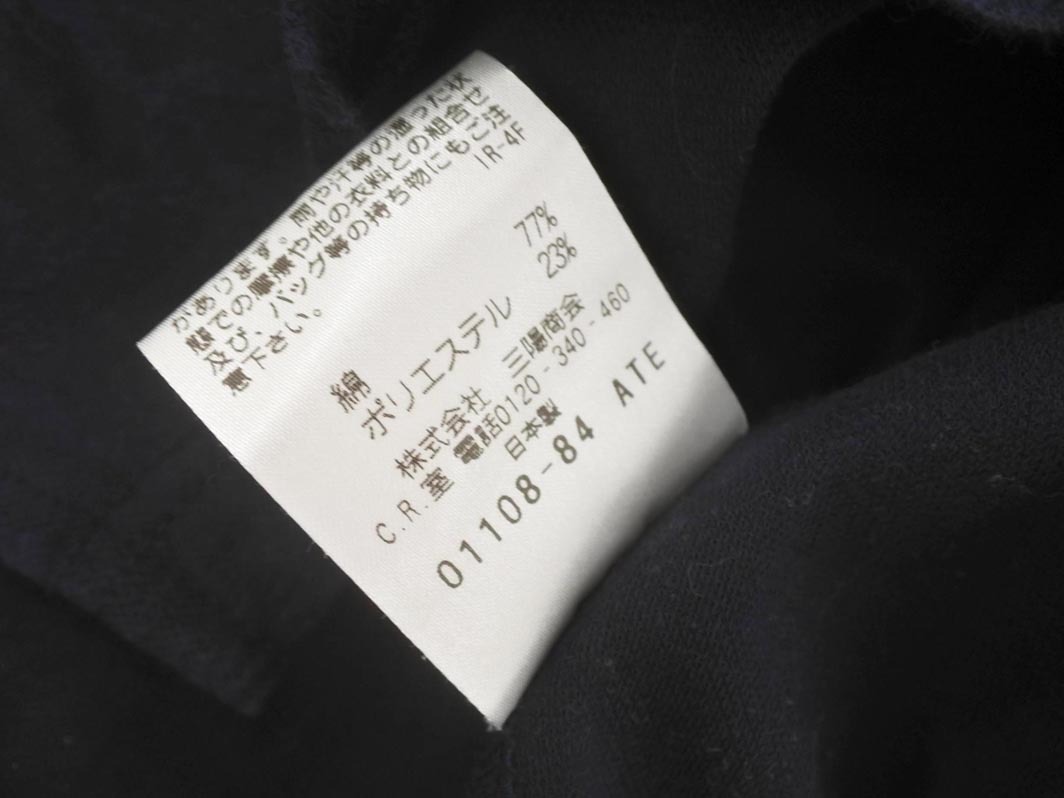 があります。雨や汗等の湿った状
態での摩擦や他の衣料との組合せ
及び、バッグ等の持ち物にもご注
意下さい。
IR-4F
綿 77%
ポリエステル 23%
株式会社 三陽商会
C.R.室 電話0120-340-460
日本製
01108-84 ATE